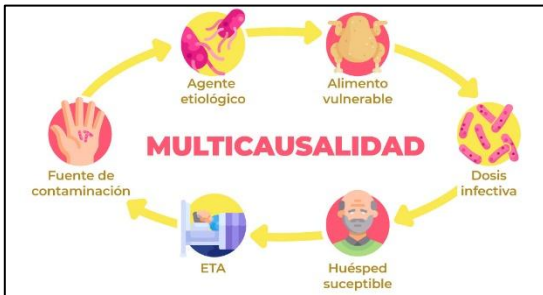 Agente
etiológico
Alimento
vulnerable
MULTICAUSALIDAD
Fuente de
contaminación
Dosis
infectiva
ETA
Huésped
suceptible